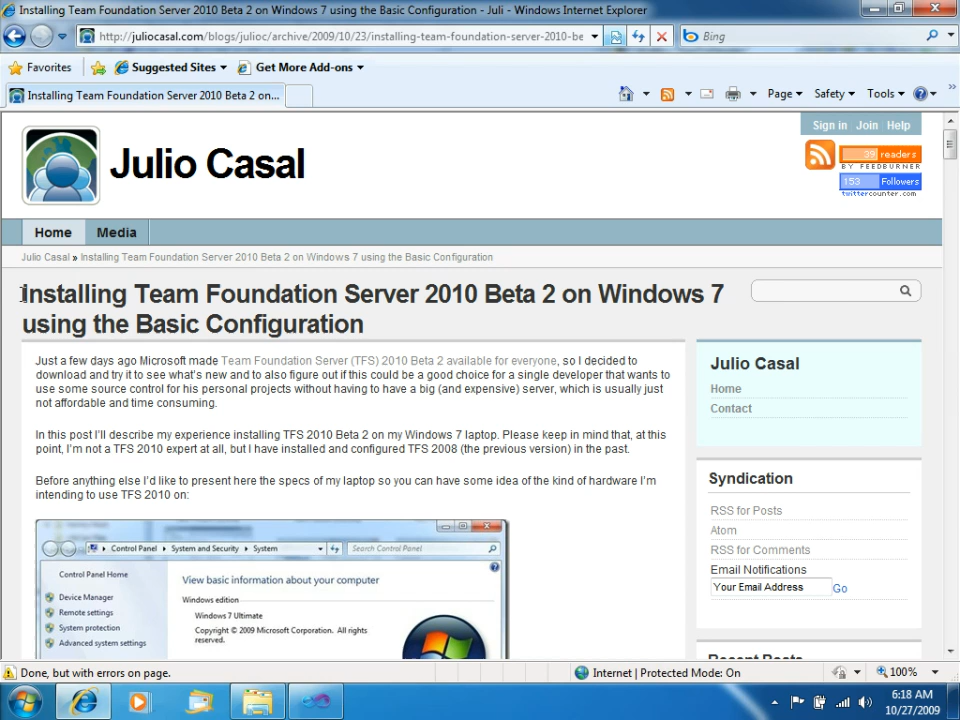 Installing Team Foundation Server 2010 Beta 2 on Windows 7 using the Basic Configuration - Juli - Windows Internet Explorer
http://juliocasal.com/blogs/julioc/archive/2009/10/23/installing-team-foundation-server-2010-be
Bing
Favorites Suggested Sites Get More Add-ons
Installing Team Foundation Server 2010 Beta 2 on...
Page Safety Tools
Sign in Join Help
Julio Casal
39 readers
BY FEEDBURNER
153 Followers
twittercounter.com
Home Media
Julio Casal » Installing Team Foundation Server 2010 Beta 2 on Windows 7 using the Basic Configuration
Installing Team Foundation Server 2010 Beta 2 on Windows 7
using the Basic Configuration
Just a few days ago Microsoft made Team Foundation Server (TFS) 2010 Beta 2 available for everyone, so I decided to
download and try it to see what's new and to also figure out if this could be a good choice for a single developer that wants to
use some source control for his personal projects without having to have a big (and expensive) server, which is usually just
not affordable and time consuming.
In this post I'll describe my experience installing TFS 2010 Beta 2 on my Windows 7 laptop. Please keep in mind that, at this
point, I'm not a TFS 2010 expert at all, but I have installed and configured TFS 2008 (the previous version) in the past.
Before anything else I'd like to present here the specs of my laptop so you can have some idea of the kind of hardware I'm
intending to use TFS 2010 on:
Control Panel System and Security System
Search Control Panel
Control Panel Home
Device Manager
Remote settings
System protection
Advanced system settings
View basic information about your computer
Windows edition
Windows 7 Ultimate
Copyright © 2009 Microsoft Corporation. All rights
reserved.
Julio Casal
Home
Contact
Syndication
RSS for Posts
Atom
RSS for Comments
Email Notifications
Your Email Address Go
Recent Posts
Done, but with errors on page.
Internet | Protected Mode: On
100%
6:18 AM
10/27/2009